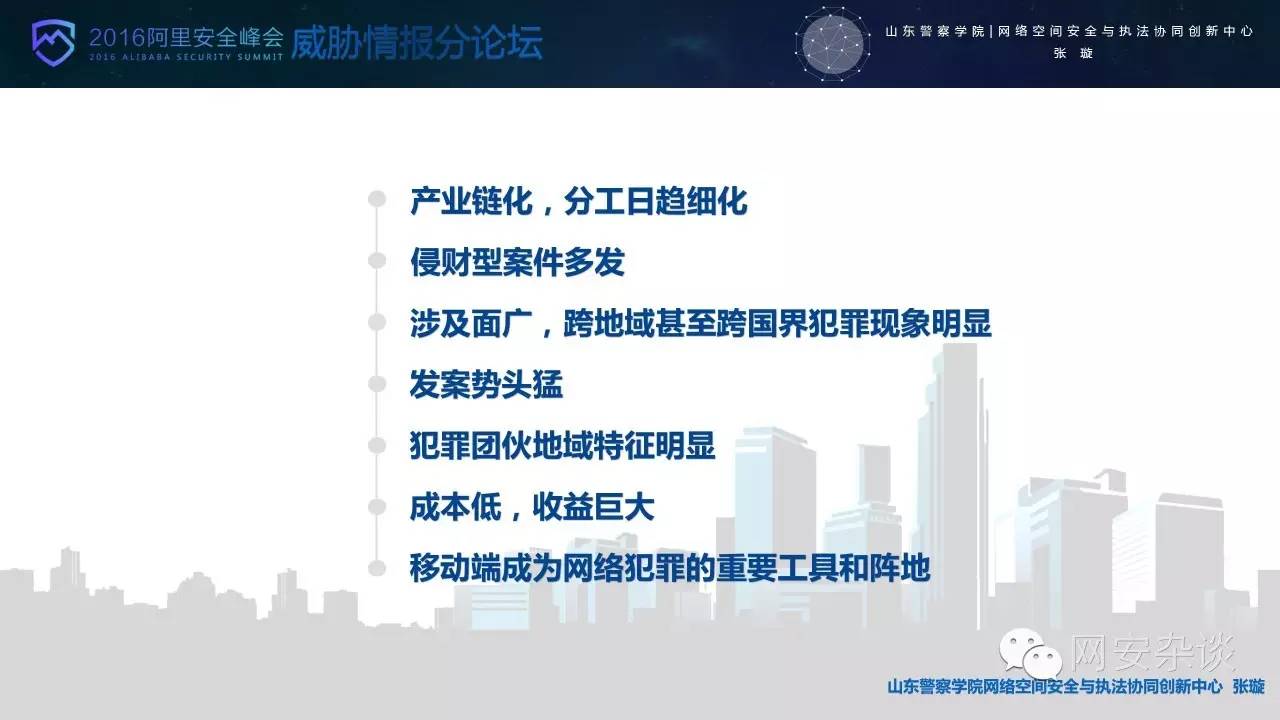 2016阿里安全峰会 威胁情报分论坛
2016 ALIBABA SECURITY SUMMIT
山东警察学院|网络空间安全与执法协同创新中心
张 璇
产业链化，分工日趋细化
侵财型案件多发
涉及面广，跨地域甚至跨国界犯罪现象明显
发案势头猛
犯罪团伙地域特征明显
成本低，收益巨大
移动端成为网络犯罪的重要工具和阵地
网安杂谈
山东警察学院网络空间安全与执法协同创新中心 张璇